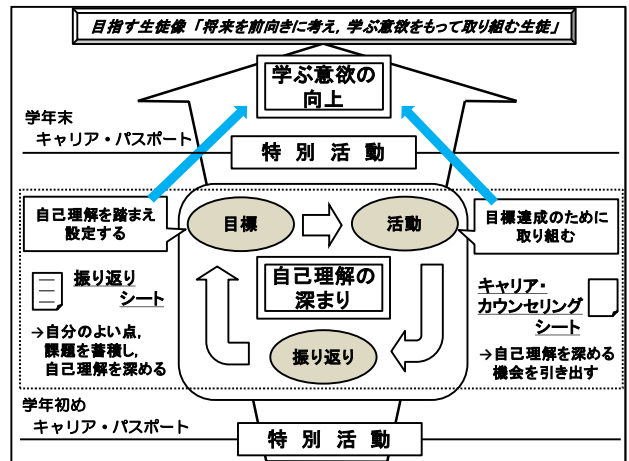 目指す生徒像「将来を前向きに考え，学ぶ意欲をもって取り組む生徒」
学ぶ意欲の
向上
学年末
キャリア・パスポート
特別活動
自己理解を踏まえ
設定する
目標
活動
目標達成のために
取り組む
振り返り
シート
→自分のよい点，
課題を蓄積し，
自己理解を深める
自己理解の
深まり
キャリア・
カウンセリング
シート
→自己理解を深める
機会を引き出す
振り返り
学年初め
キャリア・パスポート
特別活動